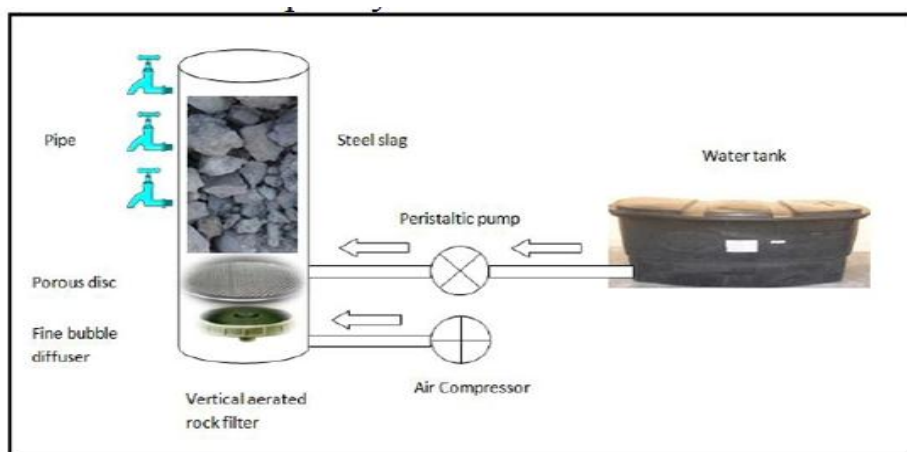 Pipe
Steel slag
Water tank
Peristaltic pump
Porous disc
Fine bubble
diffuser
Air Compressor
Vertical aerated
rock filter